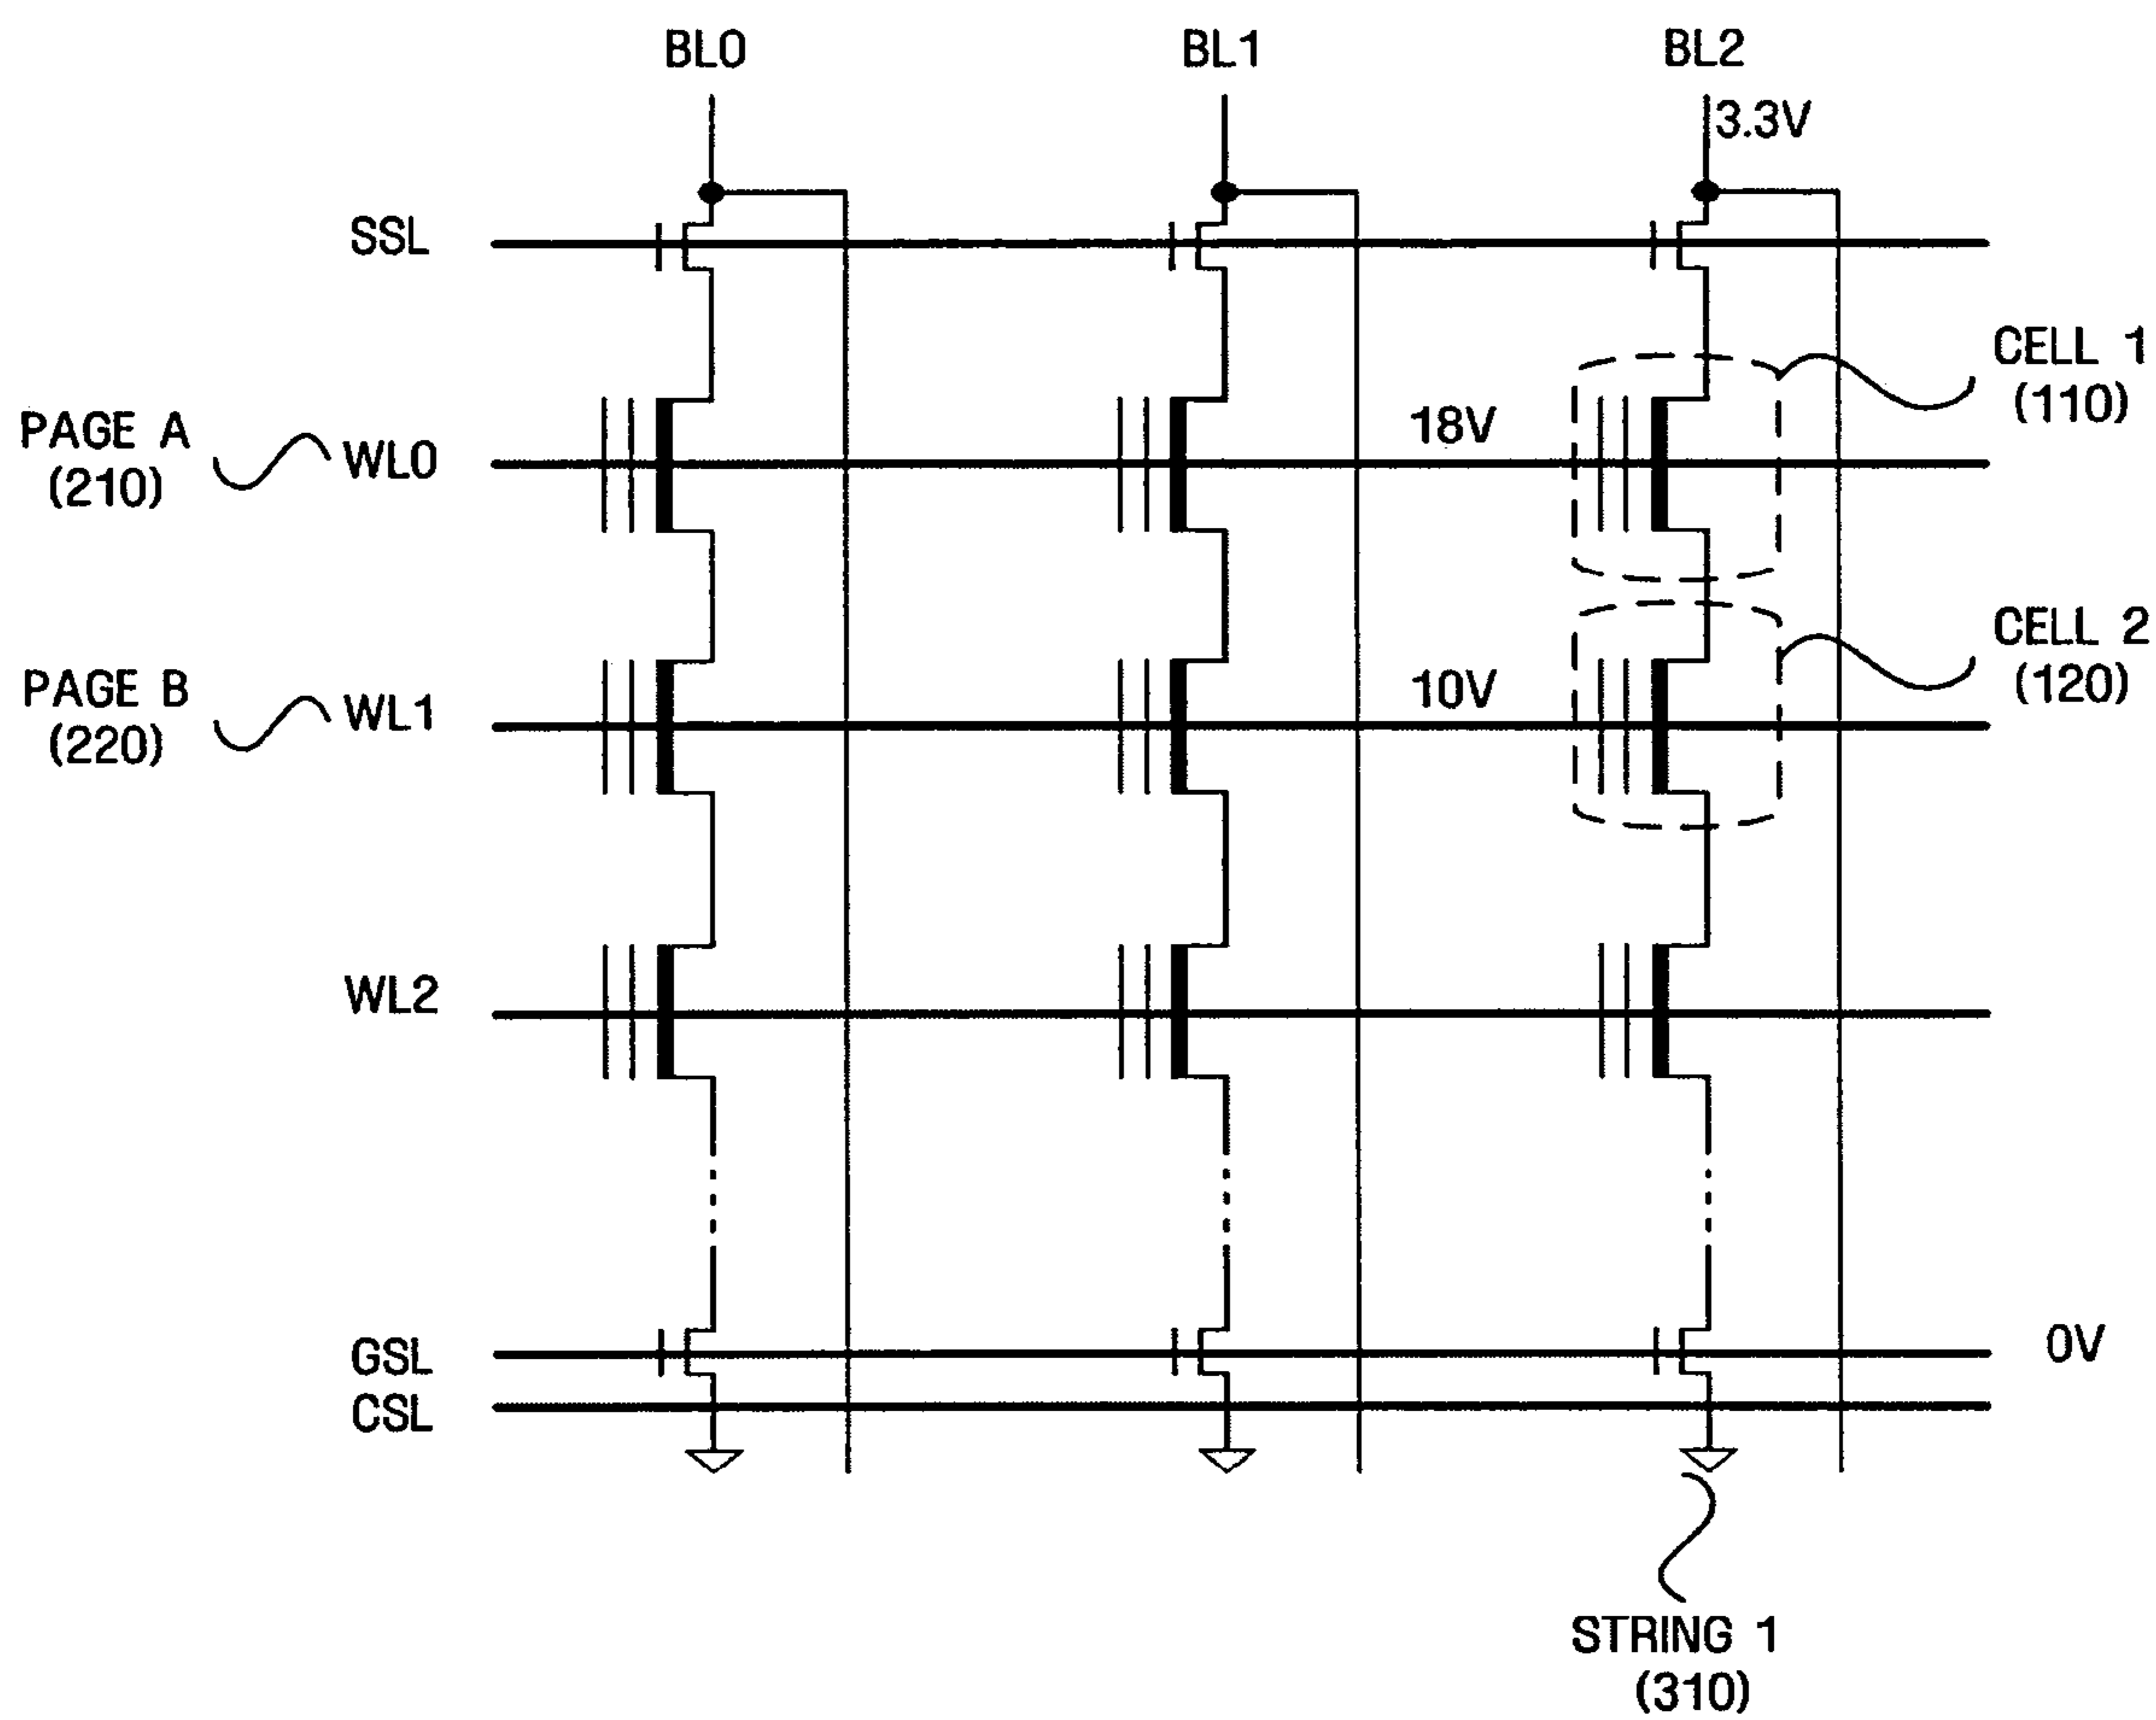 BL0 BL1 BL2
3.3V
SSL
CELL 1
(110)
18V
PAGE A
(210)
WL0
CELL 2
(120)
10V
PAGE B
(220)
WL1
WL2
GSL
0V
CSL
STRING 1
(310)